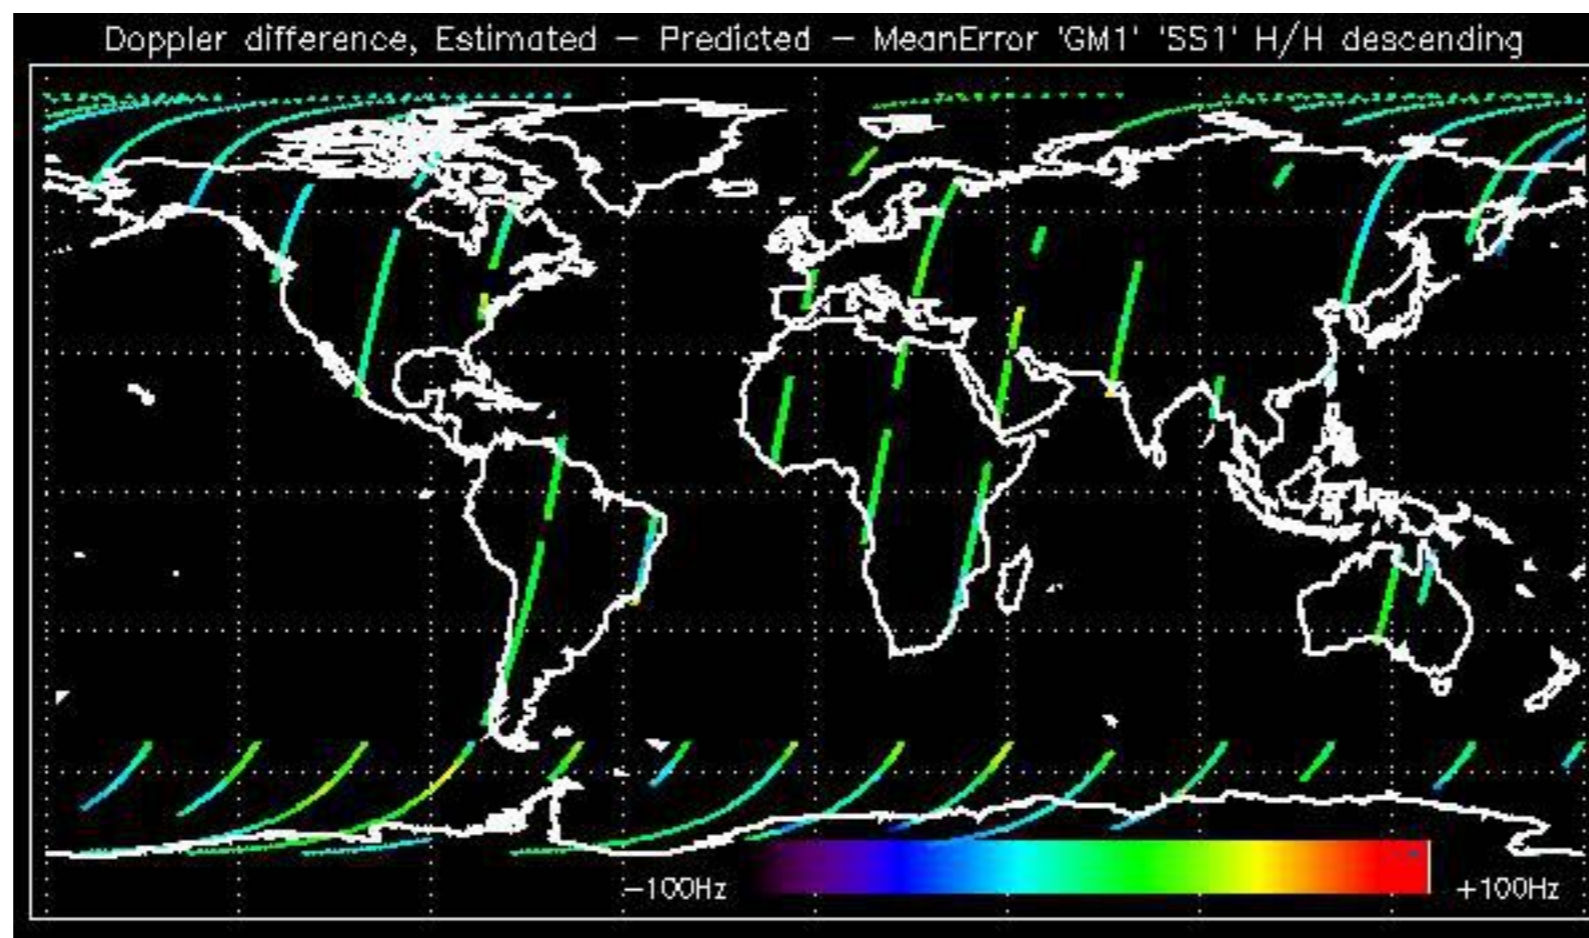 Doppler difference, Estimated – Predicted – MeanError 'GM1' 'SS1' H/H descending
–100Hz +100Hz